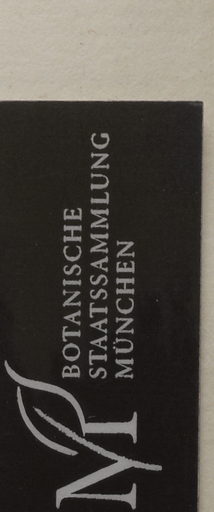 BOTANISCHE
STAATSSAMMLUNG
MÜNCHEN
M